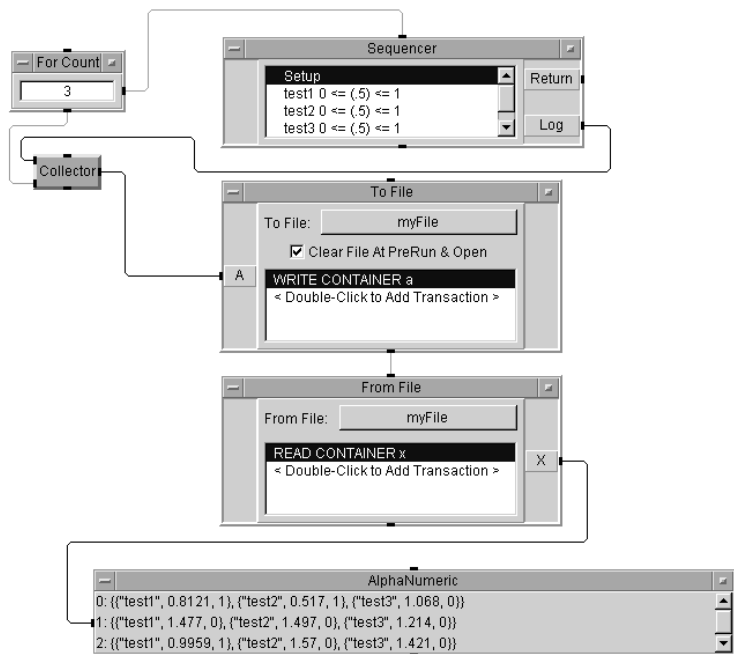 For Count
3
Sequencer
Setup
test1 0 <= (.5) <= 1
test2 0 <= (.5) <= 1
test3 0 <= (.5) <= 1
Return
Log
Collector
To File
To File: myFile
Clear File At PreRun & Open
A
WRITE CONTAINER a
< Double-Click to Add Transaction >
From File
From File: myFile
READ CONTAINER x
< Double-Click to Add Transaction >
X
AlphaNumeric
0: {{"test1", 0.8121, 1}, {"test2", 0.517, 1}, {"test3", 1.068, 0}}
1: {{"test1", 1.477, 0}, {"test2", 1.497, 0}, {"test3", 1.214, 0}}
2: {{"test1", 0.9959, 1}, {"test2", 1.57, 0}, {"test3", 1.421, 0}}